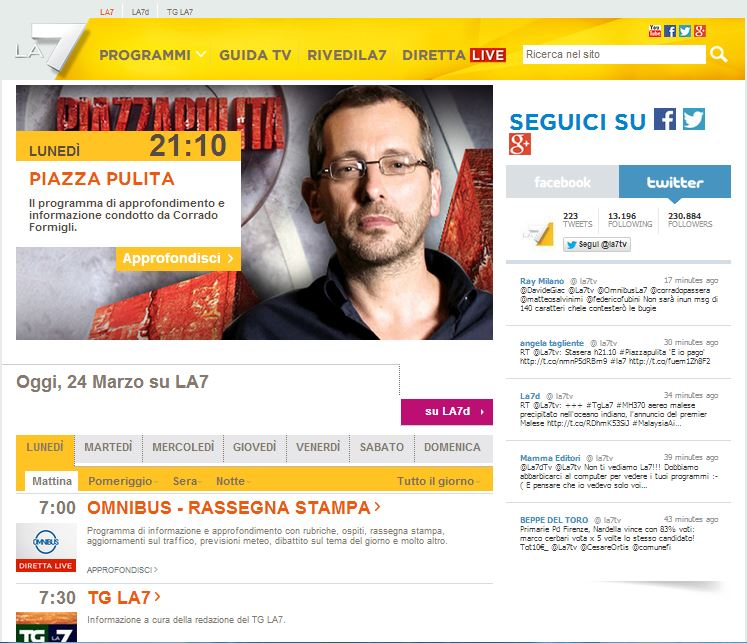 LA7 LA7d TG LA7
LA7
PROGRAMMI GUIDA TV RIVEDILA7 DIRETTA LIVE
You Tube
Ricerca nel sito
PIAZZAPULITA
LUNEDÌ 21:10
PIAZZA PULITA
Il programma di approfondimento e
informazione condotto da Corrado
Formigli.
Approfondisci
SEGUICI SU
facebook twitter
223 13.196 230.884
TWEETS FOLLOWING FOLLOWERS
Segui @la7tv
Ray Milano @ la7tv 17 minutes ago
@DavideGiac @La7tv @OmnibusLa7 @corradopassera
@matteosalvinimi @federicofubini Non sarà inun msg di
140 caratteri chele contesterò le bugie
angela tagliente @ la7tv 30 minutes ago
RT @La7tv: Stasera h21.10 #Piazzapulita 'E io pago'
http://t.co/nmnP5dRBm9 #la7 http://t.co/fuem1Zh8F2
La7d @ la7tv 34 minutes ago
RT @La7tv: +++ #TgLa7 #MH370 aereo malese
precipitato nell'oceano indiano, l'annuncio del premier
Malese http://t.co/RDhmK53SiJ #MalaysiaAi...
Mamma Editori @ la7tv 39 minutes ago
@La7dTv @La7tv Non ti vediamo La7!!! Dobbiamo
abbarbicarci al computer per vedere i tuoi programmi :-
( E pensare che io vedevo solo voi...
BEPPE DEL TORO @ la7tv 43 minutes ago
Primarie Pd Firenze, Nardella vince con 83% voti:
marco cerbari vota x 5 volte lo stesso candidato!
Tot10€_ @La7tv @CesareOrtis @comunefi
Oggi, 24 Marzo su LA7
su LA7d
LUNEDÌ MARTEDÌ MERCOLEDÌ GIOVEDÌ VENERDÌ SABATO DOMENICA
Mattina Pomeriggio Sera Notte Tutto il giorno
7:00 OMNIBUS - RASSEGNA STAMPA
OMNIBUS
DIRETTA LIVE
Programma di informazione e approfondimento con rubriche, ospiti, rassegna stampa,
aggiornamenti sul traffico, previsioni meteo, dibattito sul tema del giorno e molto altro.
APPROFONDISCI
7:30 TG LA7
TG LA7
Informazione a cura della redazione del TG LA7.